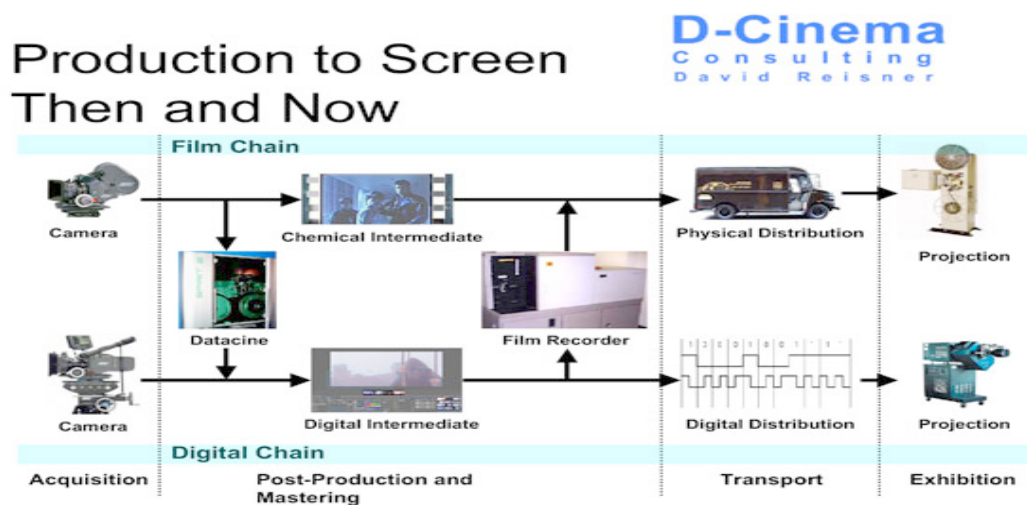 Production to Screen
Then and Now
D-Cinema
Consulting
David Reisner
Film Chain
Camera
Chemical Intermediate
Physical Distribution
Projection
Datacine
Film Recorder
Camera
Digital Intermediate
Digital Distribution
Projection
Digital Chain
Acquisition
Post-Production and
Mastering
Transport
Exhibition